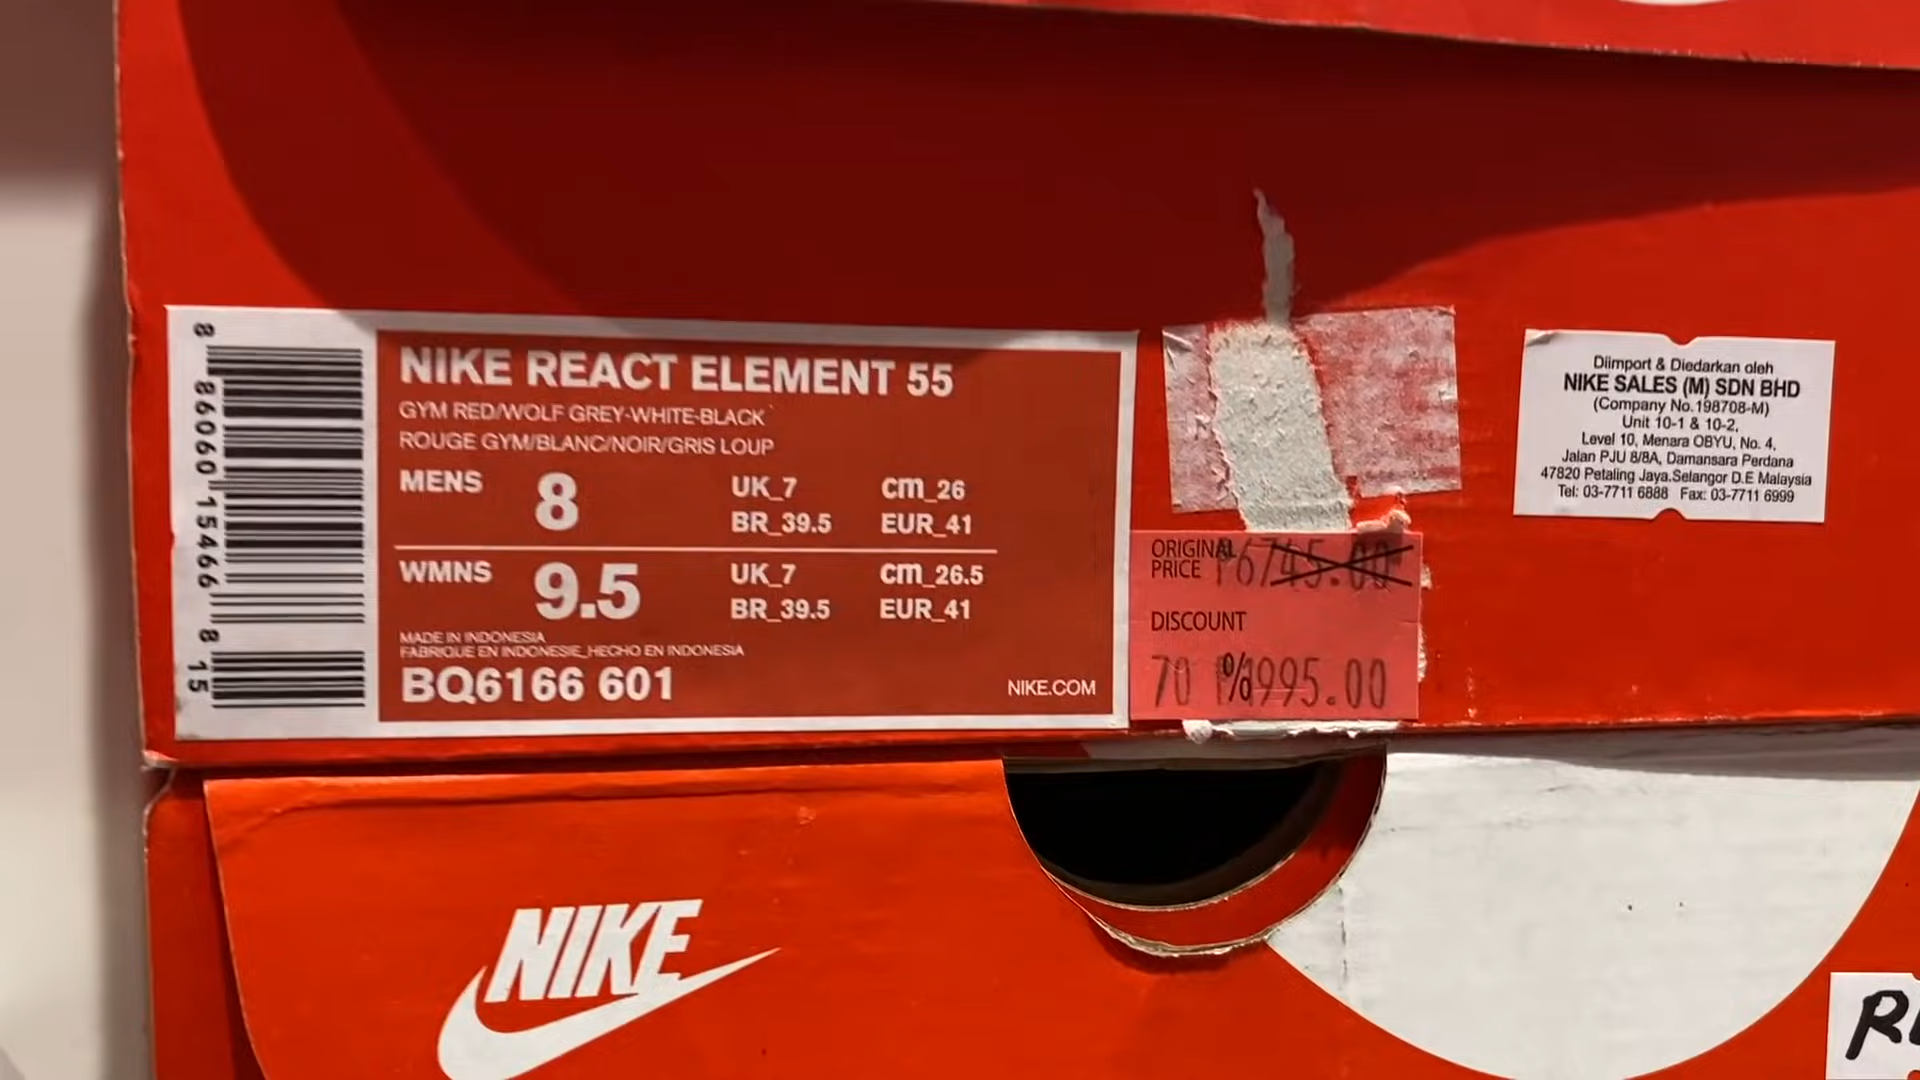 8 86060 15466 8 15
NIKE REACT ELEMENT 55
GYM RED/WOLF GREY-WHITE-BLACK
ROUGE GYM/BLANC/NOIR/GRIS LOUP
MENS 8 UK_7 cm_26
BR_39.5 EUR_41
WMNS 9.5 UK_7 cm_26.5
BR_39.5 EUR_41
MADE IN INDONESIA
FABRIQUE EN INDONESIE_HECHO EN INDONESIA
BQ6166 601
NIKE.COM
ORIGINAL
PRICE ₱6745.00
DISCOUNT
70 %
995.00
Diimport & Diedarkan oleh
NIKE SALES (M) SDN BHD
(Company No.198708-M)
Unit 10-1 & 10-2,
Level 10, Menara OBYU, No. 4,
Jalan PJU 8/8A, Damansara Perdana
47820 Petaling Jaya.Selangor D.E Malaysia
Tel: 03-7711 6888 Fax: 03-7711 6999
NIKE